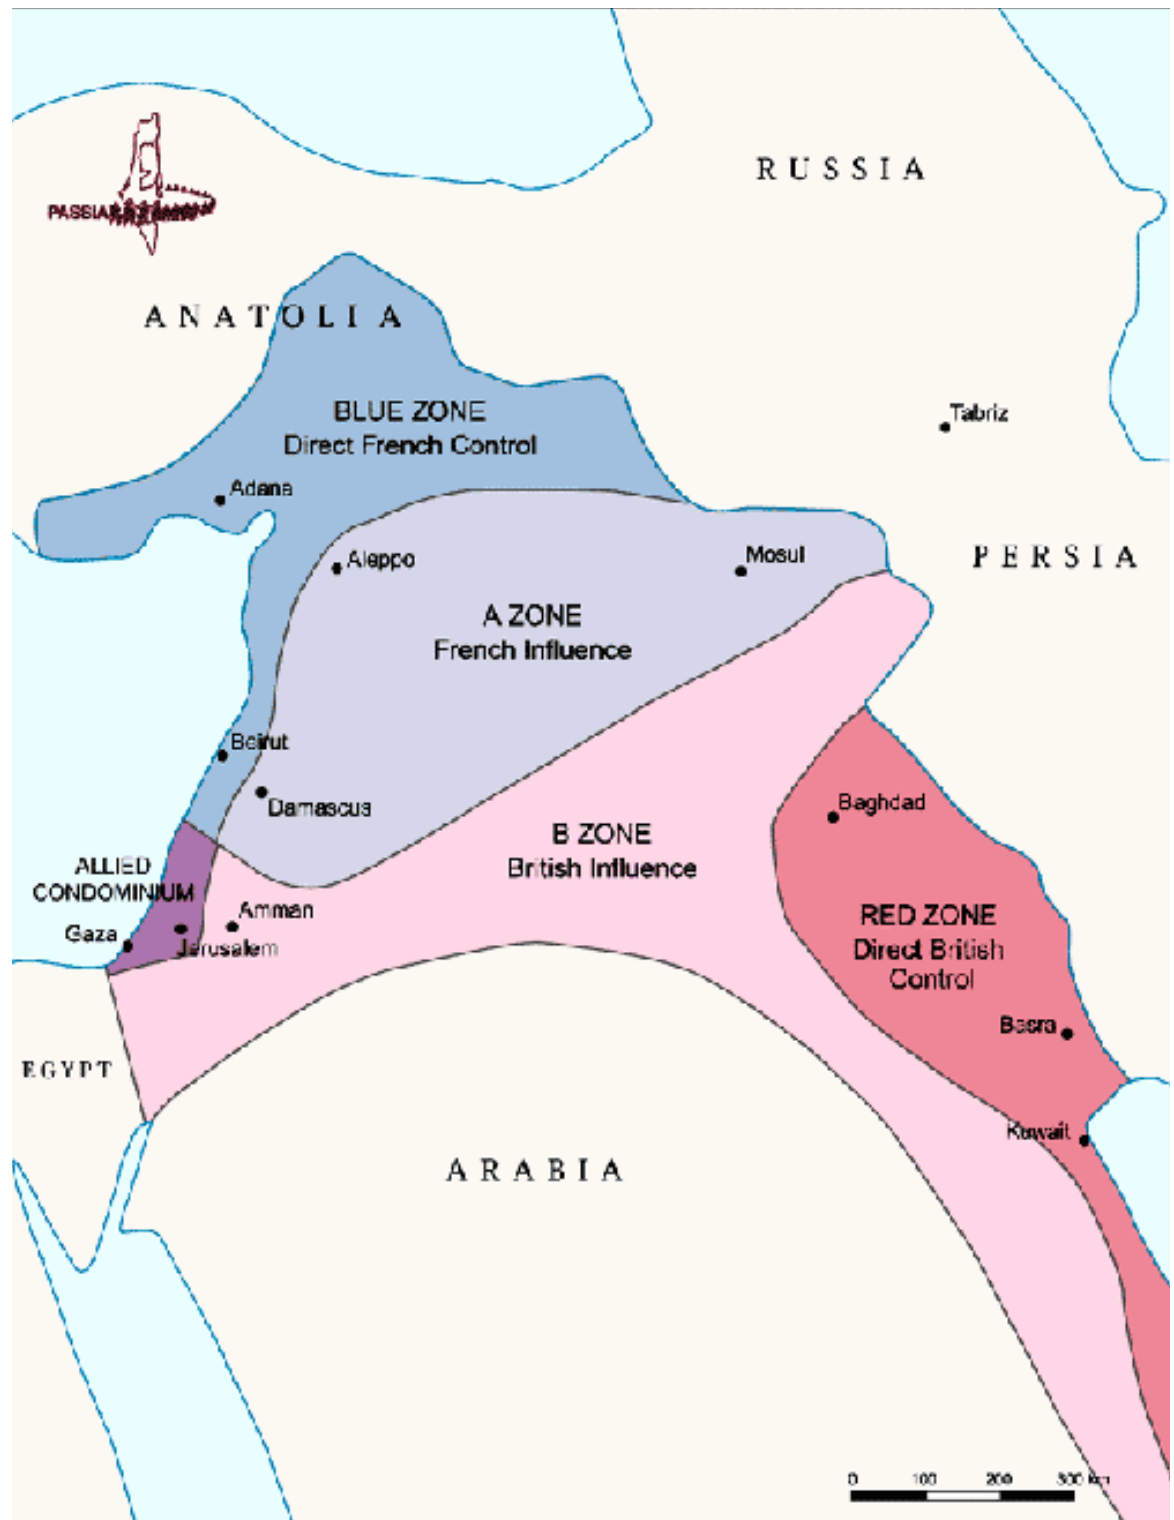 RUSSIA
PASSIA
ANATOLIA
BLUE ZONE
Direct French Control
Tabriz
Adana
Aleppo
Mosul
PERSIA
A ZONE
French Influence
Beirut
Damascus
Baghdad
B ZONE
British Influence
ALLIED
CONDOMINIUM
Amman
Gaza
Jerusalem
RED ZONE
Direct British
Control
Basra
EGYPT
Kuwait
ARABIA
0 100 200 300 km